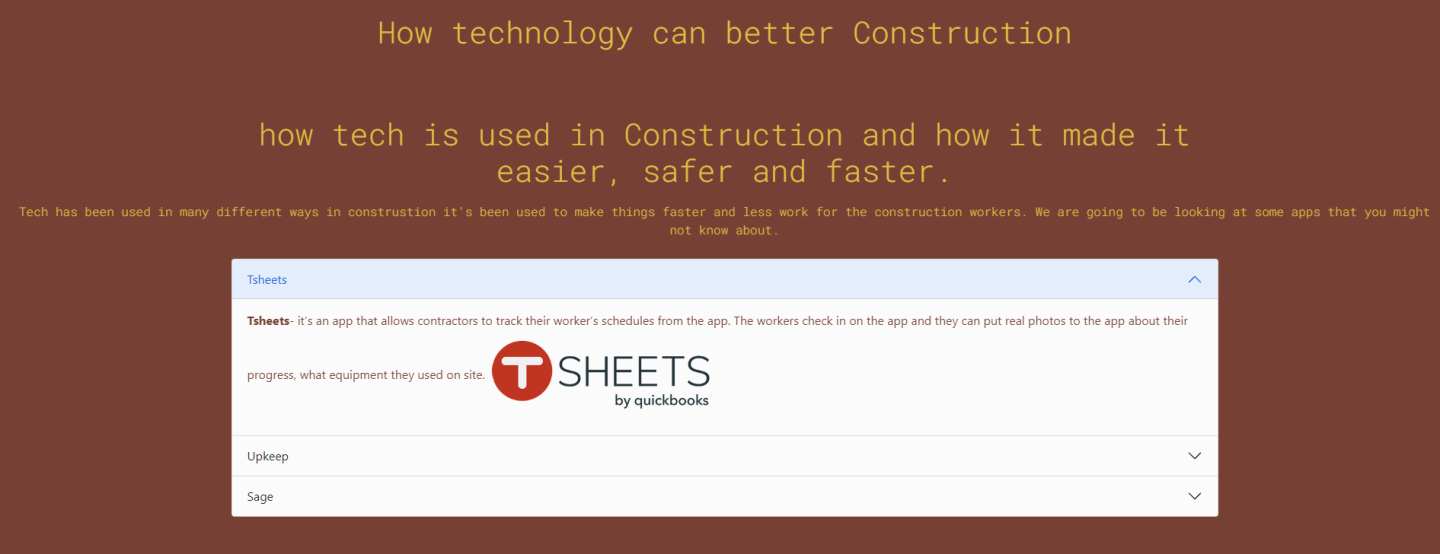 How technology can better Construction
how tech is used in Construction and how it made it
easier, safer and faster.
Tech has been used in many different ways in construstion it's been used to make things faster and less work for the construction workers. We are going to be looking at some apps that you might
not know about.
Tsheets
Tsheets- it's an app that allows contractors to track their worker's schedules from the app. The workers check in on the app and they can put real photos to the app about their
progress, what equipment they used on site.
T SHEETS
by quickbooks
Upkeep
Sage